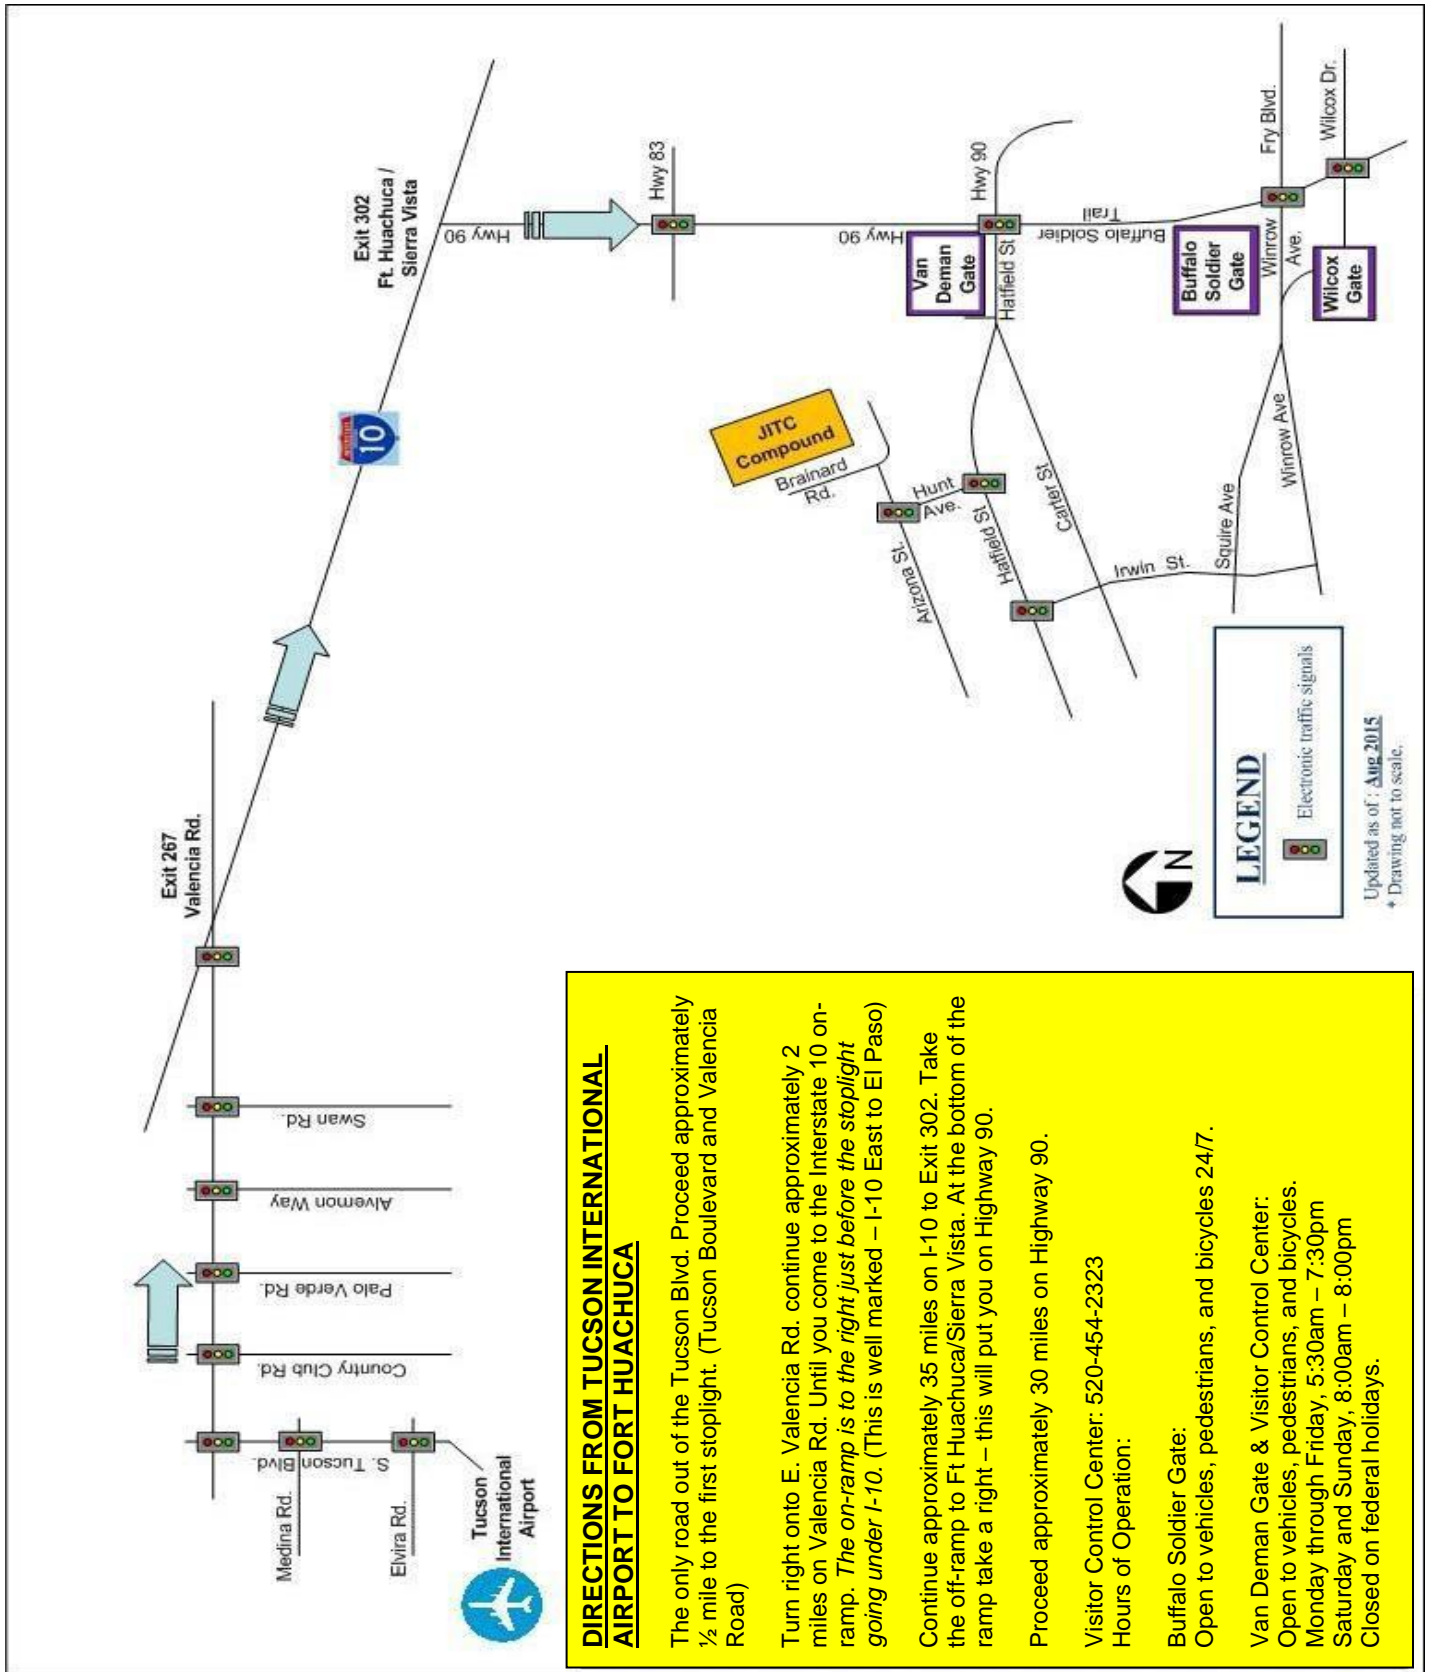 Exit 267
Valencia Rd.
Exit 302
Ft. Huachuca /
Sierra Vista
INTERSTATE
10
Swan Rd.
Alvernon Way
Palo Verde Rd.
Country Club Rd.
S. Tucson Blvd.
Medina Rd.
Elvira Rd.
Tucson
International
Airport
Hwy 90
Hwy 83
Hwy 90
Hwy 90
Van
Deman
Gate
Hatfield St
Buffalo Soldier
Trail
Buffalo
Soldier
Gate
Winrow
Ave.
Fry Blvd.
Wilcox
Gate
Wilcox Dr.
JITC
Compound
Brainard
Rd.
Hunt
Ave.
Arizona St.
Hatfield St
Carter St
Irwin St.
Squire Ave
Winrow Ave
N
LEGEND
Electronic traffic signals
Updated as of : Aug 2015
* Drawing not to scale.
DIRECTIONS FROM TUCSON INTERNATIONAL
AIRPORT TO FORT HUACHUCA
The only road out of the Tucson Blvd. Proceed approximately
½ mile to the first stoplight. (Tucson Boulevard and Valencia
Road)
Turn right onto E. Valencia Rd. continue approximately 2
miles on Valencia Rd. Until you come to the Interstate 10 on-
ramp. The on-ramp is to the right just before the stoplight
going under I-10. (This is well marked – I-10 East to El Paso)
Continue approximately 35 miles on I-10 to Exit 302. Take
the off-ramp to Ft Huachuca/Sierra Vista. At the bottom of the
ramp take a right – this will put you on Highway 90.
Proceed approximately 30 miles on Highway 90.
Visitor Control Center: 520-454-2323
Hours of Operation:
Buffalo Soldier Gate:
Open to vehicles, pedestrians, and bicycles 24/7.
Van Deman Gate & Visitor Control Center:
Open to vehicles, pedestrians, and bicycles.
Monday through Friday, 5:30am – 7:30pm
Saturday and Sunday, 8:00am – 8:00pm
Closed on federal holidays.